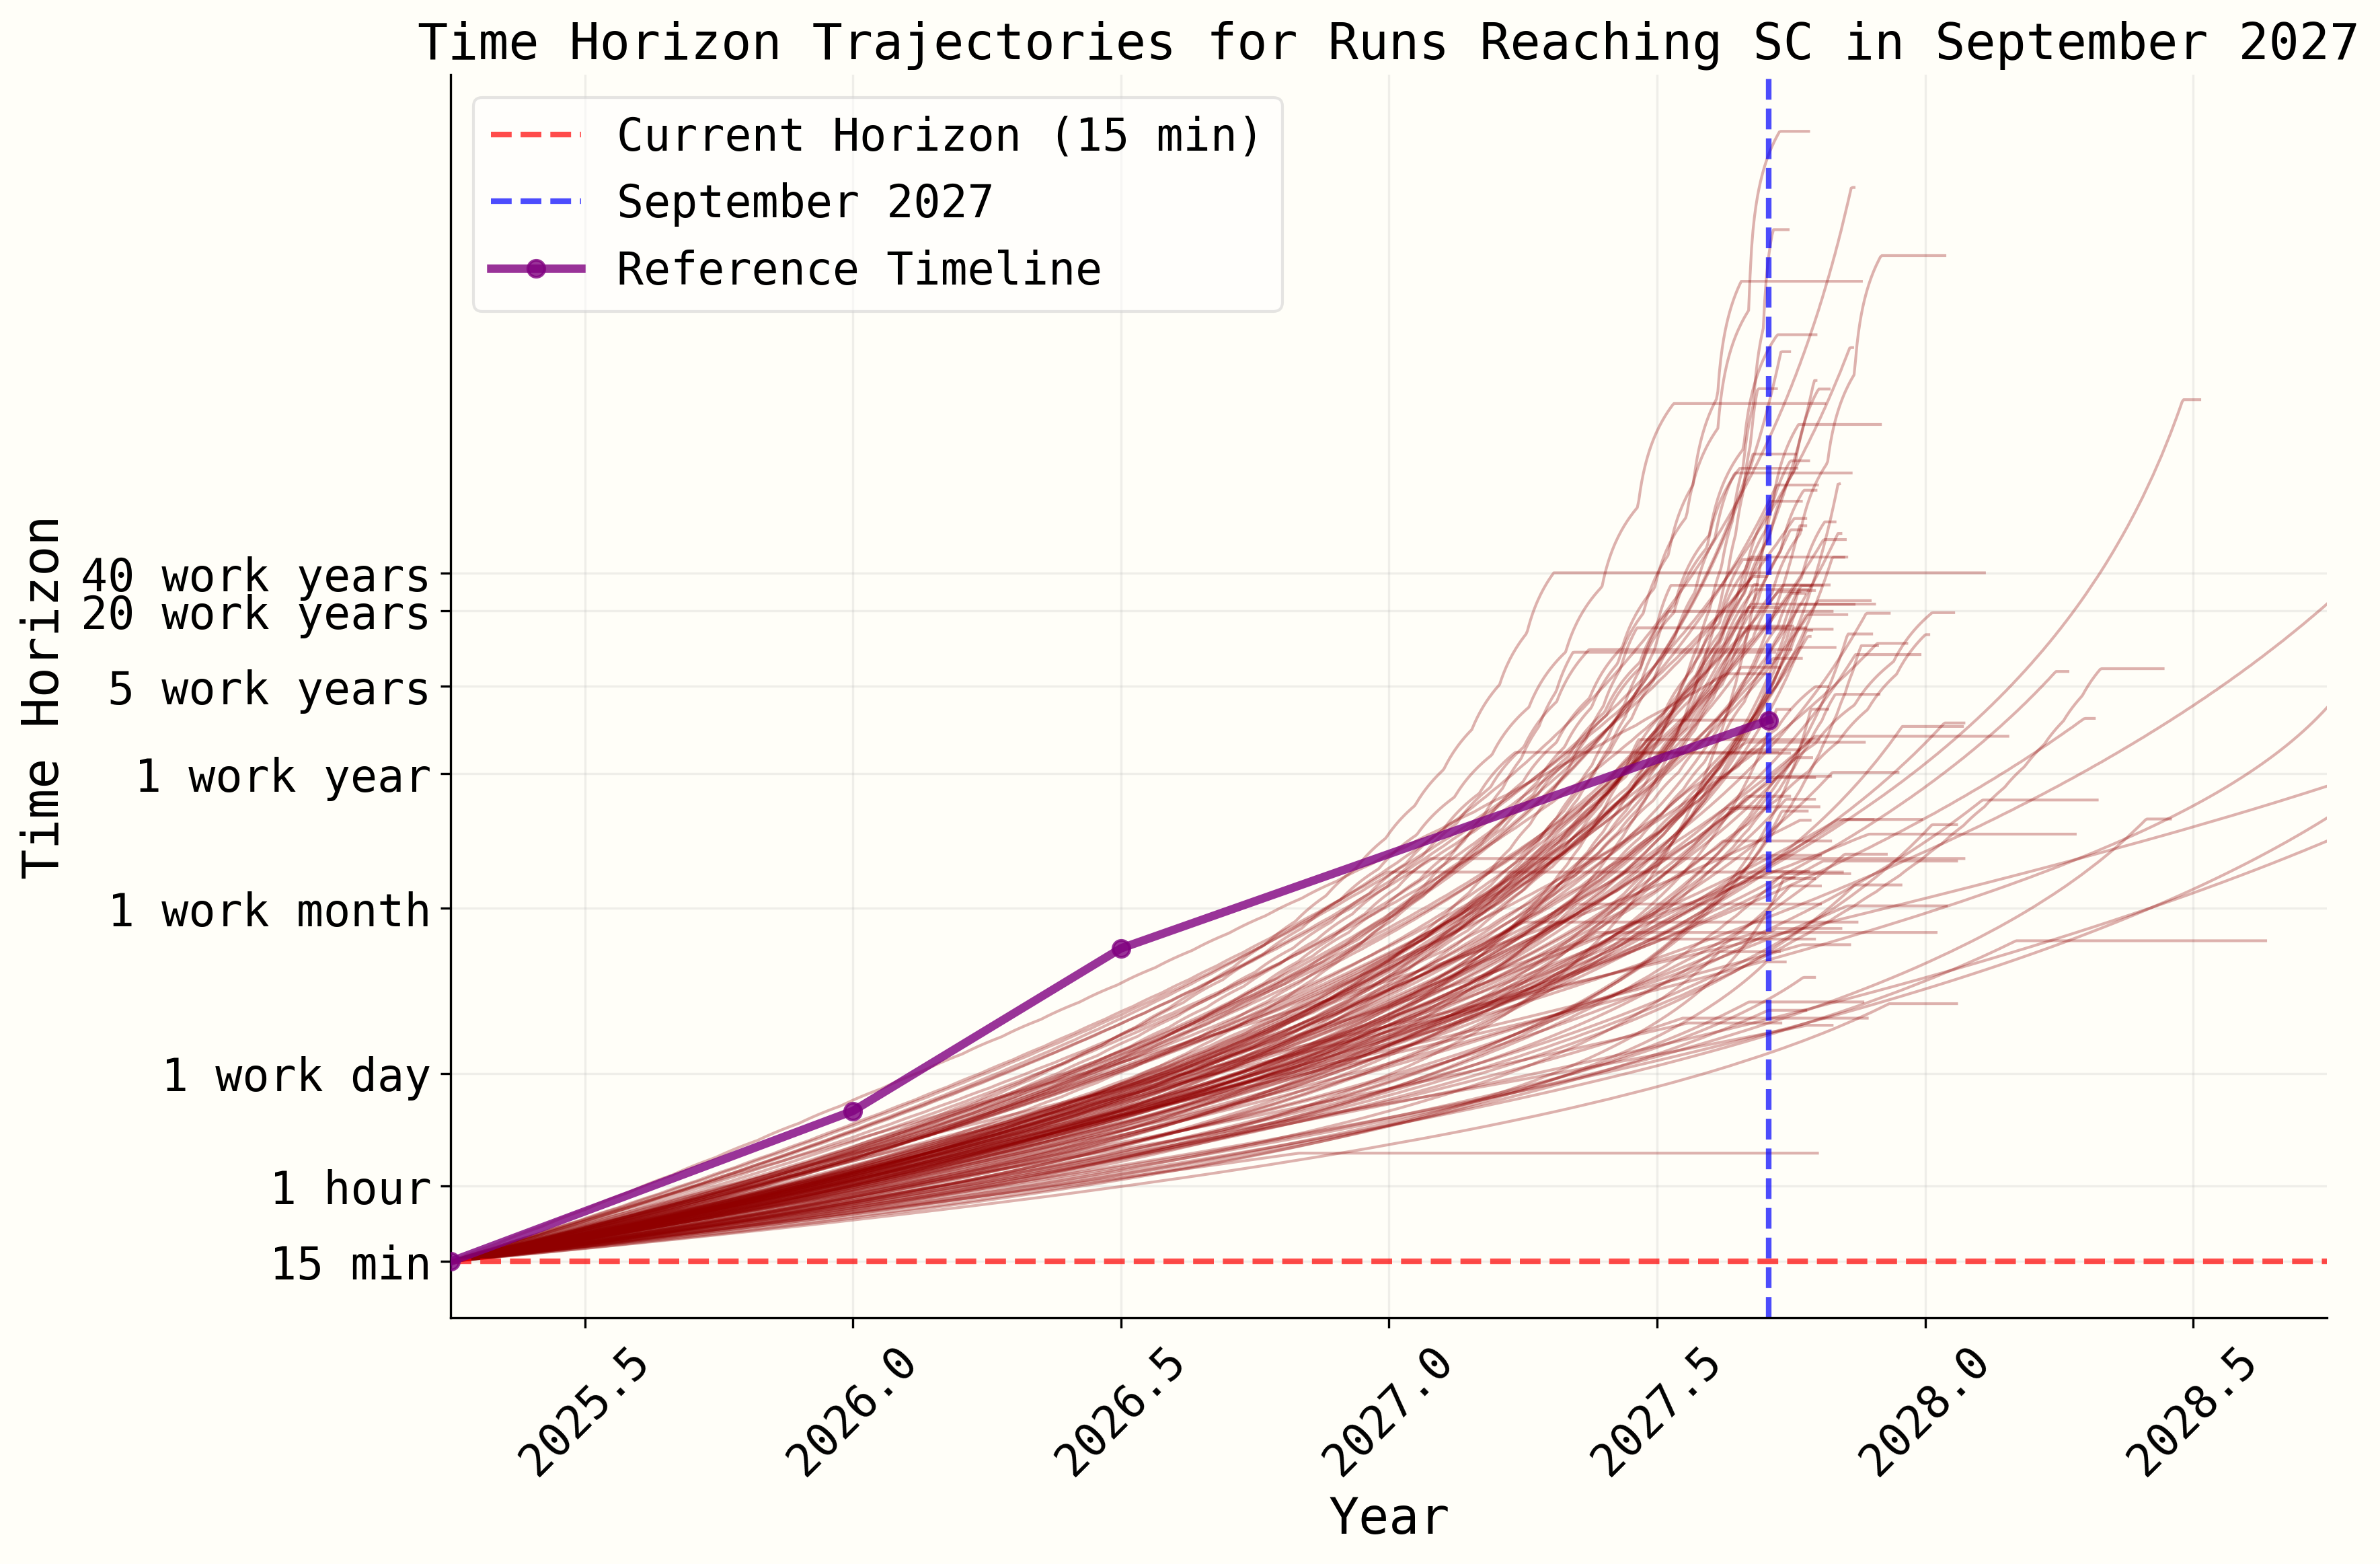 Time Horizon Trajectories for Runs Reaching SC in September 2027
Current Horizon (15 min)
September 2027
Reference Timeline
Time Horizon
40 work years
20 work years
5 work years
1 work year
1 work month
1 work day
1 hour
15 min
2025.5
2026.0
2026.5
2027.0
2027.5
2028.0
2028.5
Year